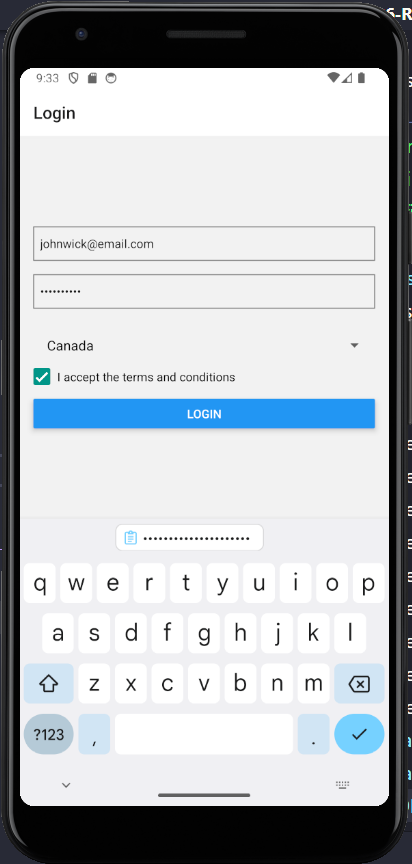 9:33
Login
johnwick@email.com
••••••••••
Canada
I accept the terms and conditions
LOGIN
•••••••••••••••••••••
q w e r t y u i o p
a s d f g h j k l
z x c v b n m
?123 , .